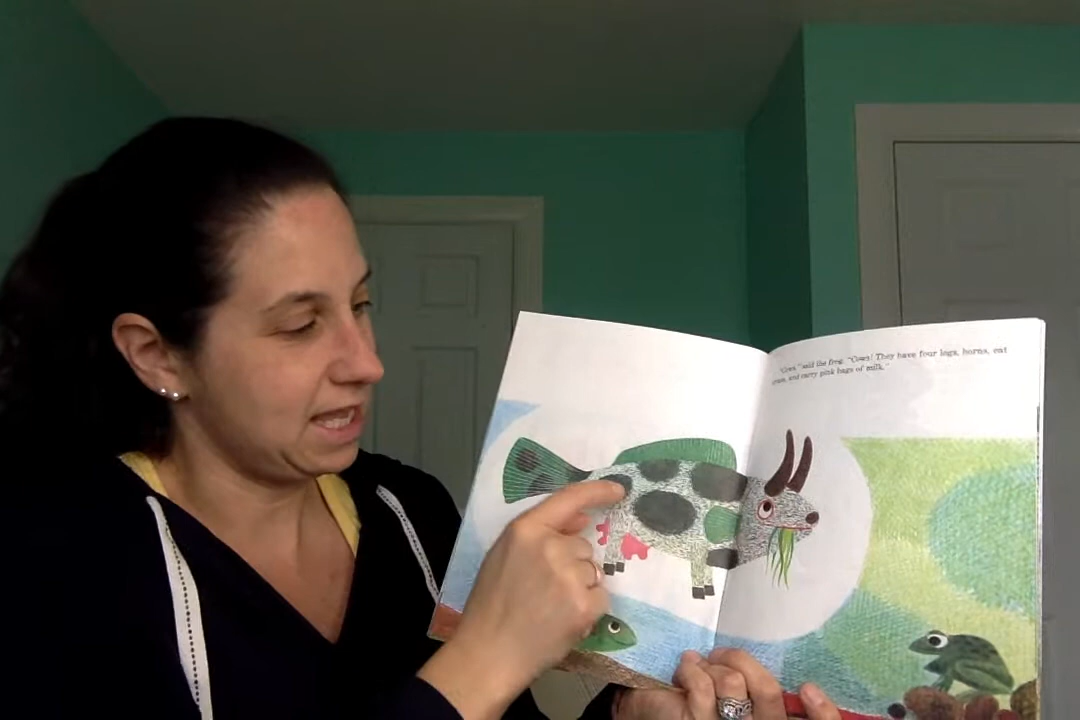 "Cows," said the frog. "Cows! They have four legs, horns, eat
grass, and carry pink bags of milk."